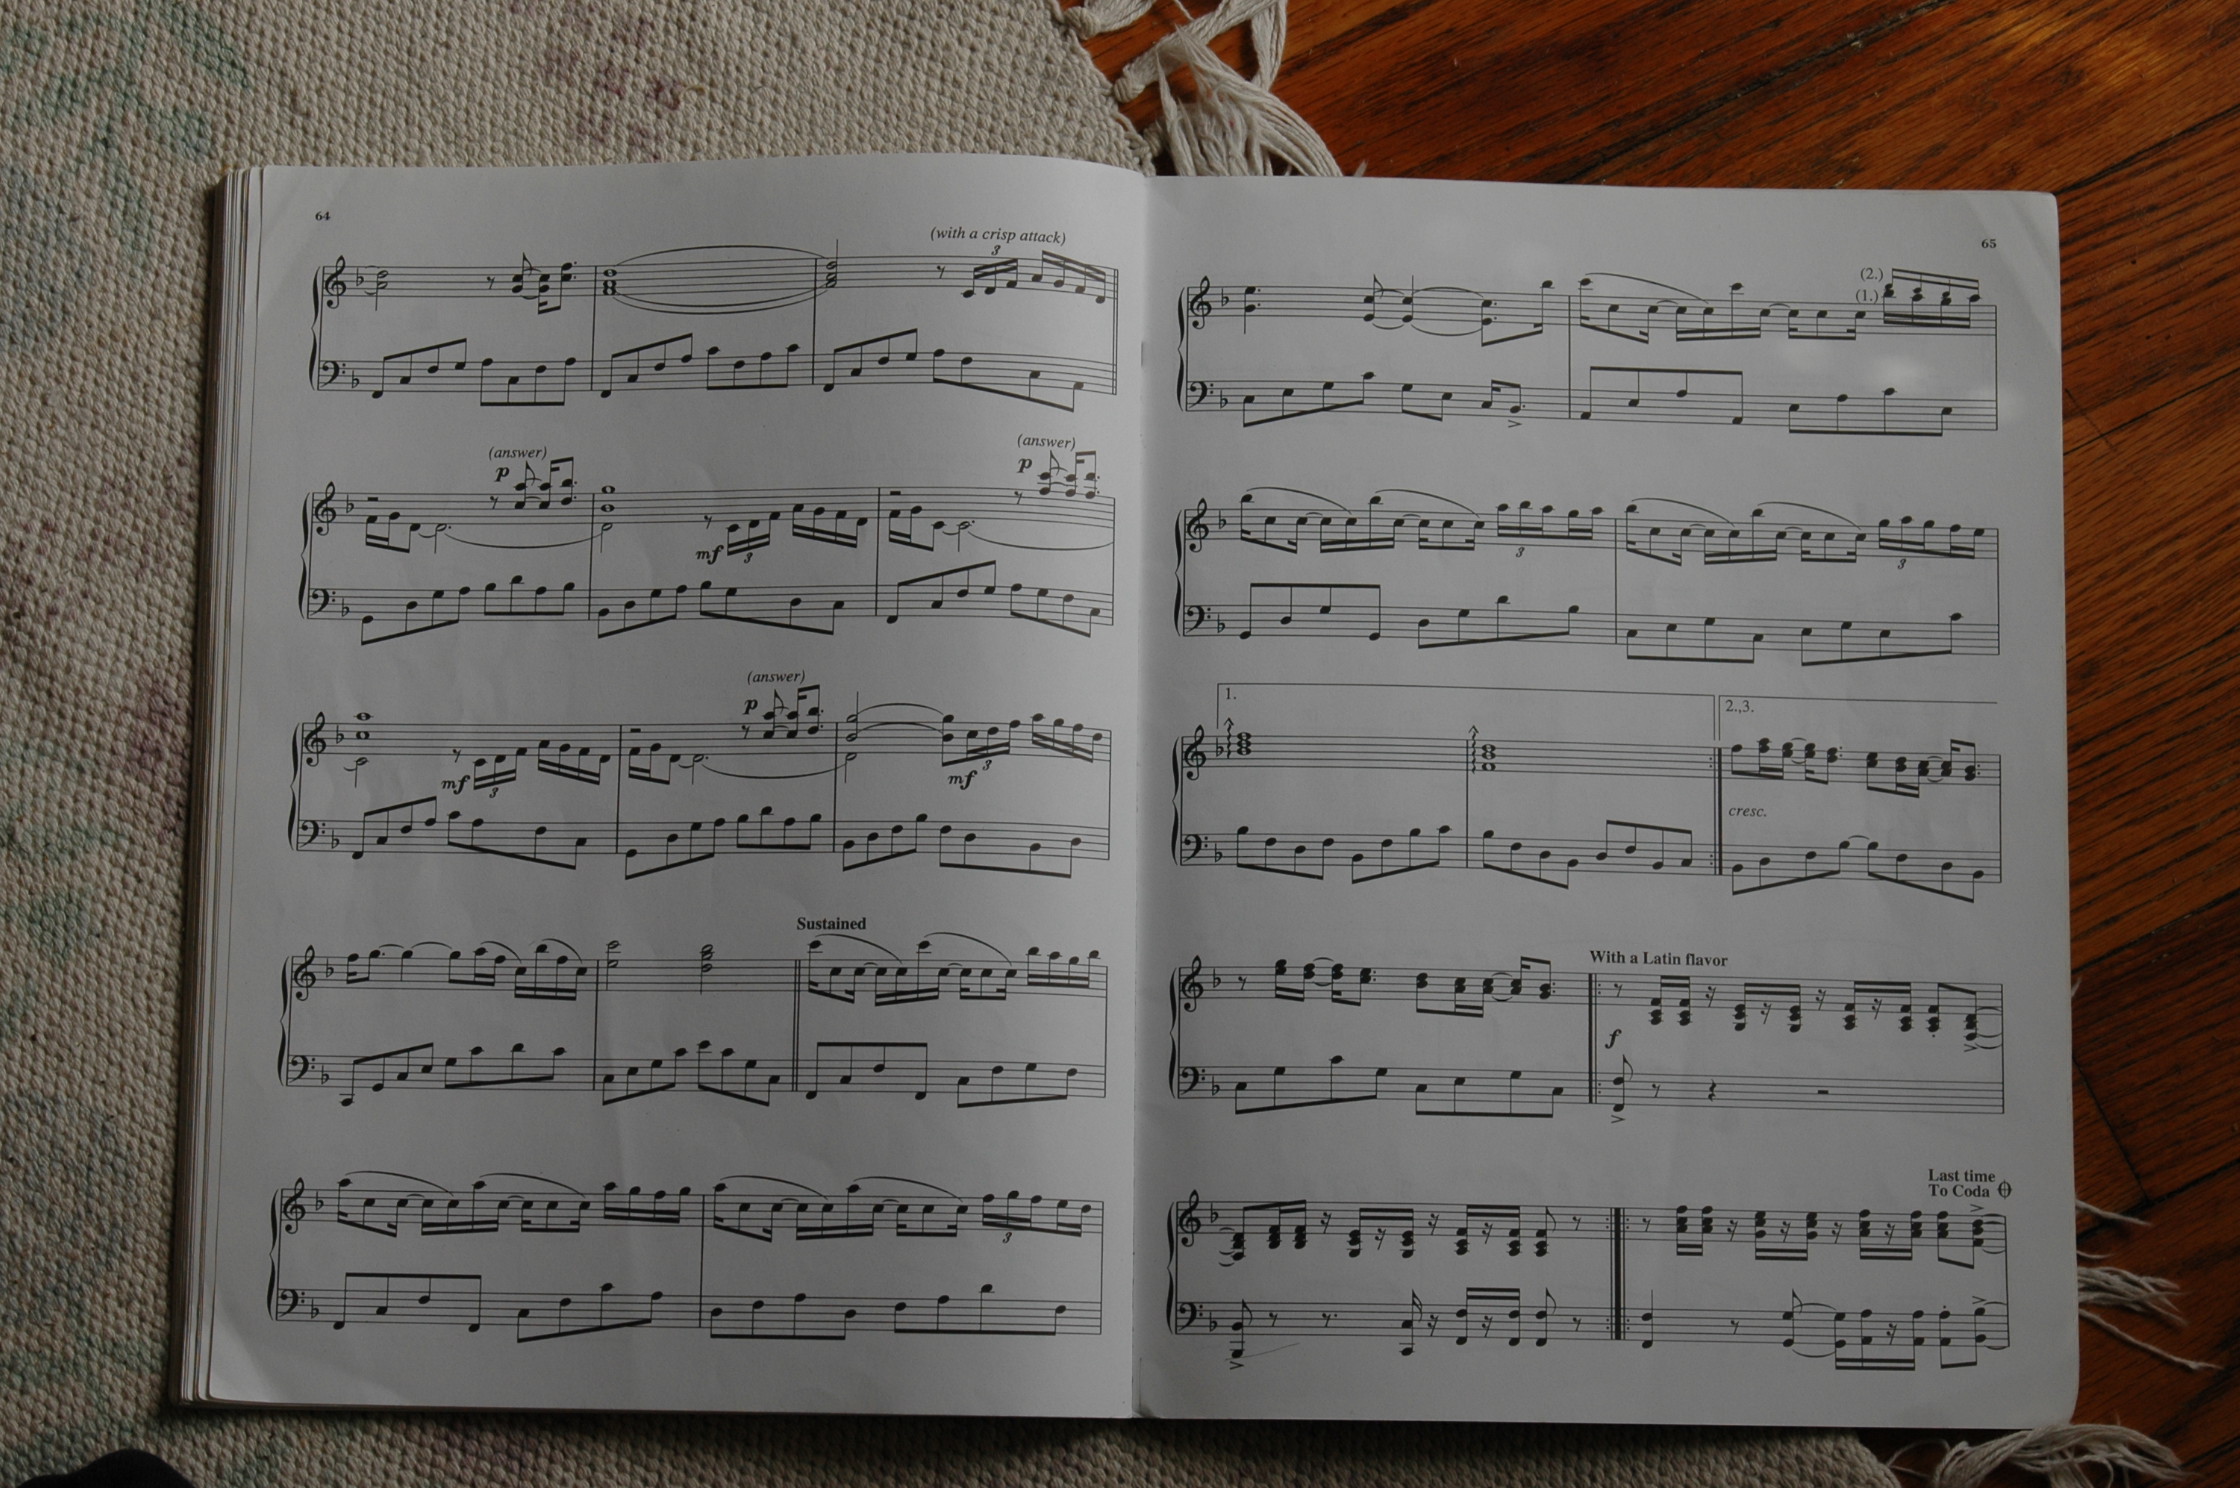 64
(with a crisp attack)
3
(answer)
p
(answer)
p
mf
3
(answer)
p
mf
3
mf
3
Sustained
3
65
(2.)
(1.)
3
3
1.
2.,3.
cresc.
With a Latin flavor
f
Last time
To Coda